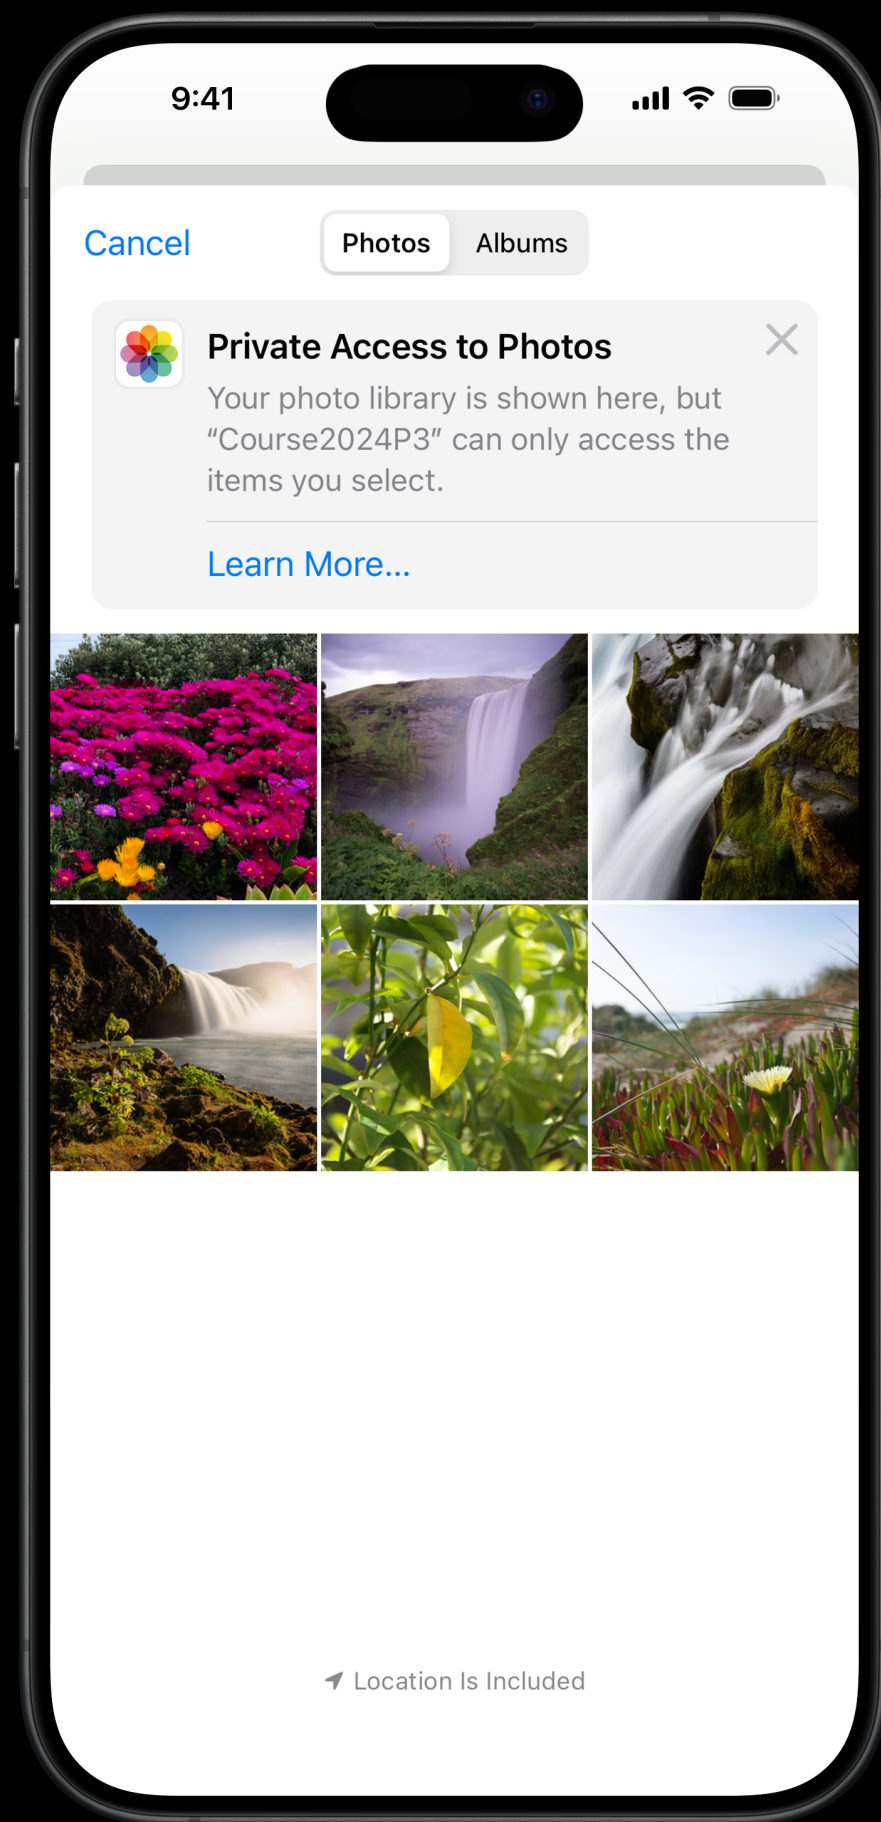 9:41
Cancel
Photos
Albums
Private Access to Photos
Your photo library is shown here, but
“Course2024P3” can only access the
items you select.
Learn More...
Location Is Included